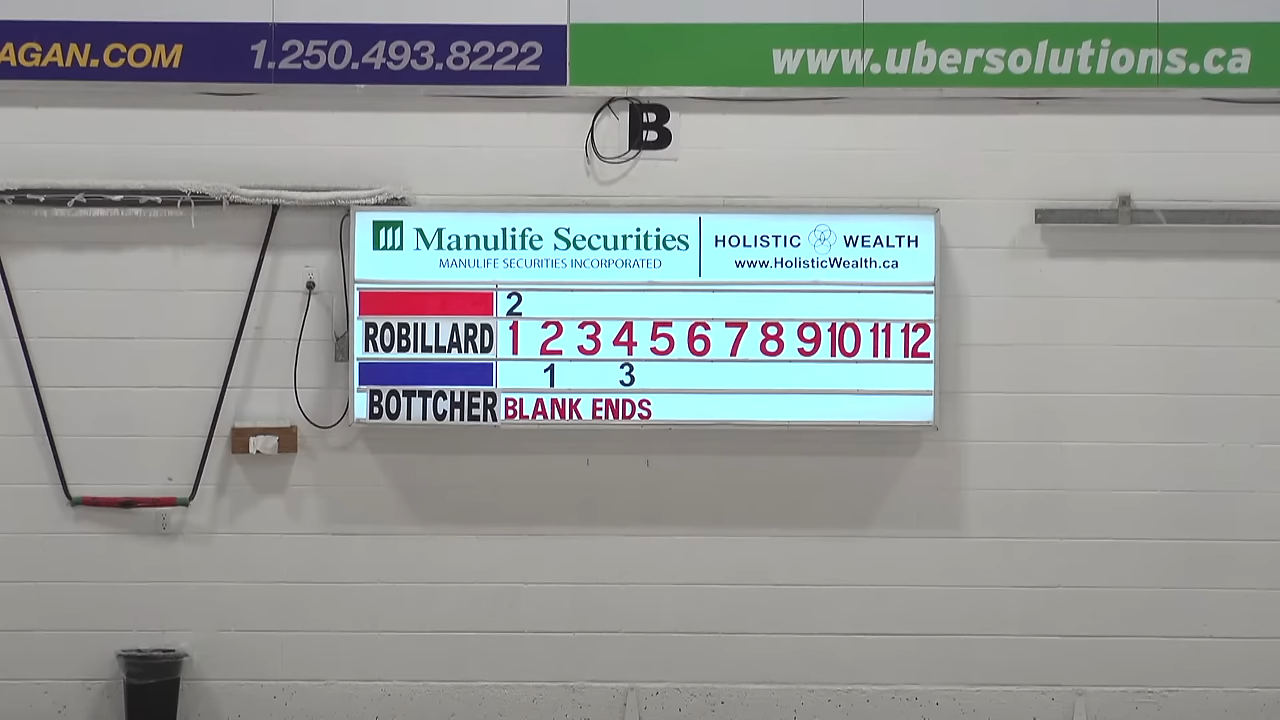 AGAN.COM 1.250.493.8222
www.ubersolutions.ca
B
Manulife Securities
MANULIFE SECURITIES INCORPORATED
HOLISTIC WEALTH
www.HolisticWealth.ca
2
ROBILLARD 1 2 3 4 5 6 7 8 9 10 11 12
1 3
BOTTCHER BLANK ENDS